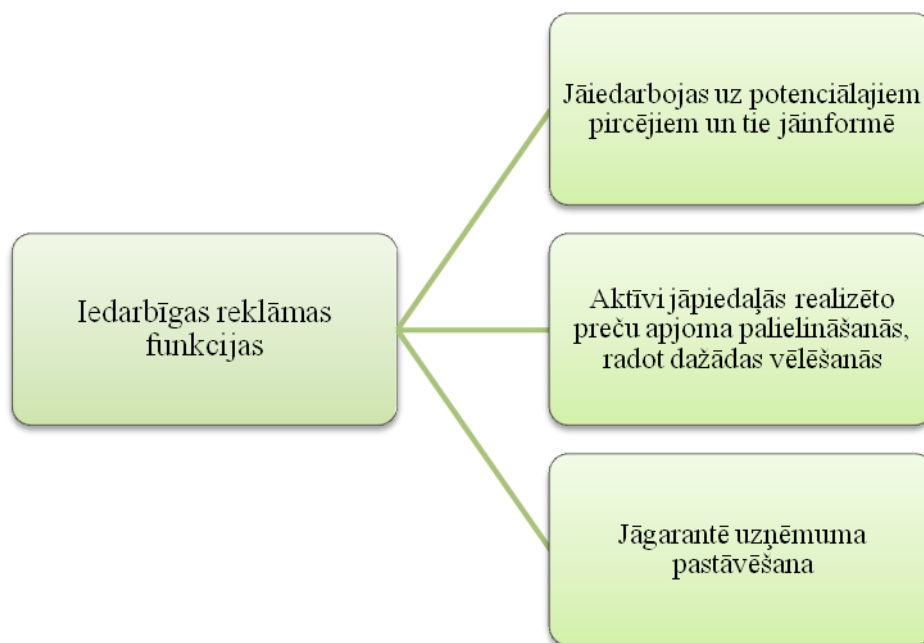 Jāiedarbojas uz potenciālajiem
pircējiem un tie jāinformē
Iedarbīgas reklāmas
funkcijas
Aktīvi jāpiedaļās realizēto
preču apjoma palielināšanās,
radot dažādas vēlēšanās
Jāgarantē uzņēmuma
pastāvēšana